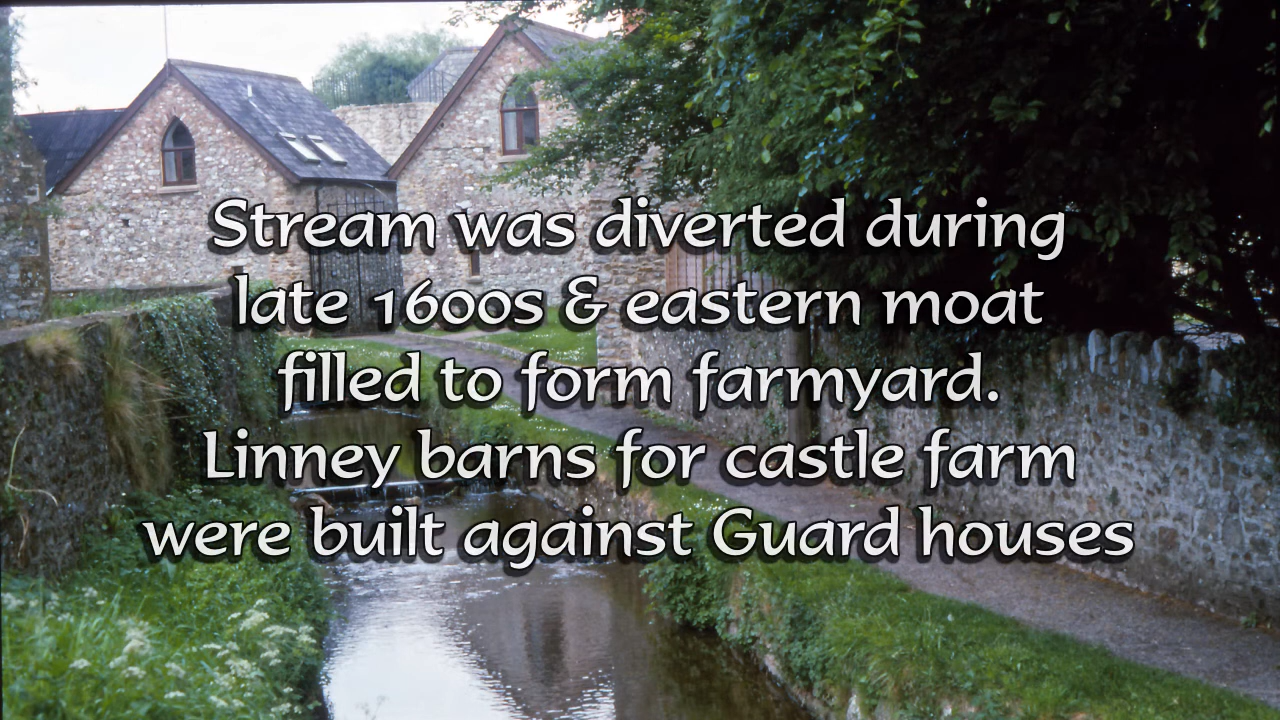 Stream was diverted during
late 1600s & eastern moat
filled to form farmyard.
Linney barns for castle farm
were built against Guard houses